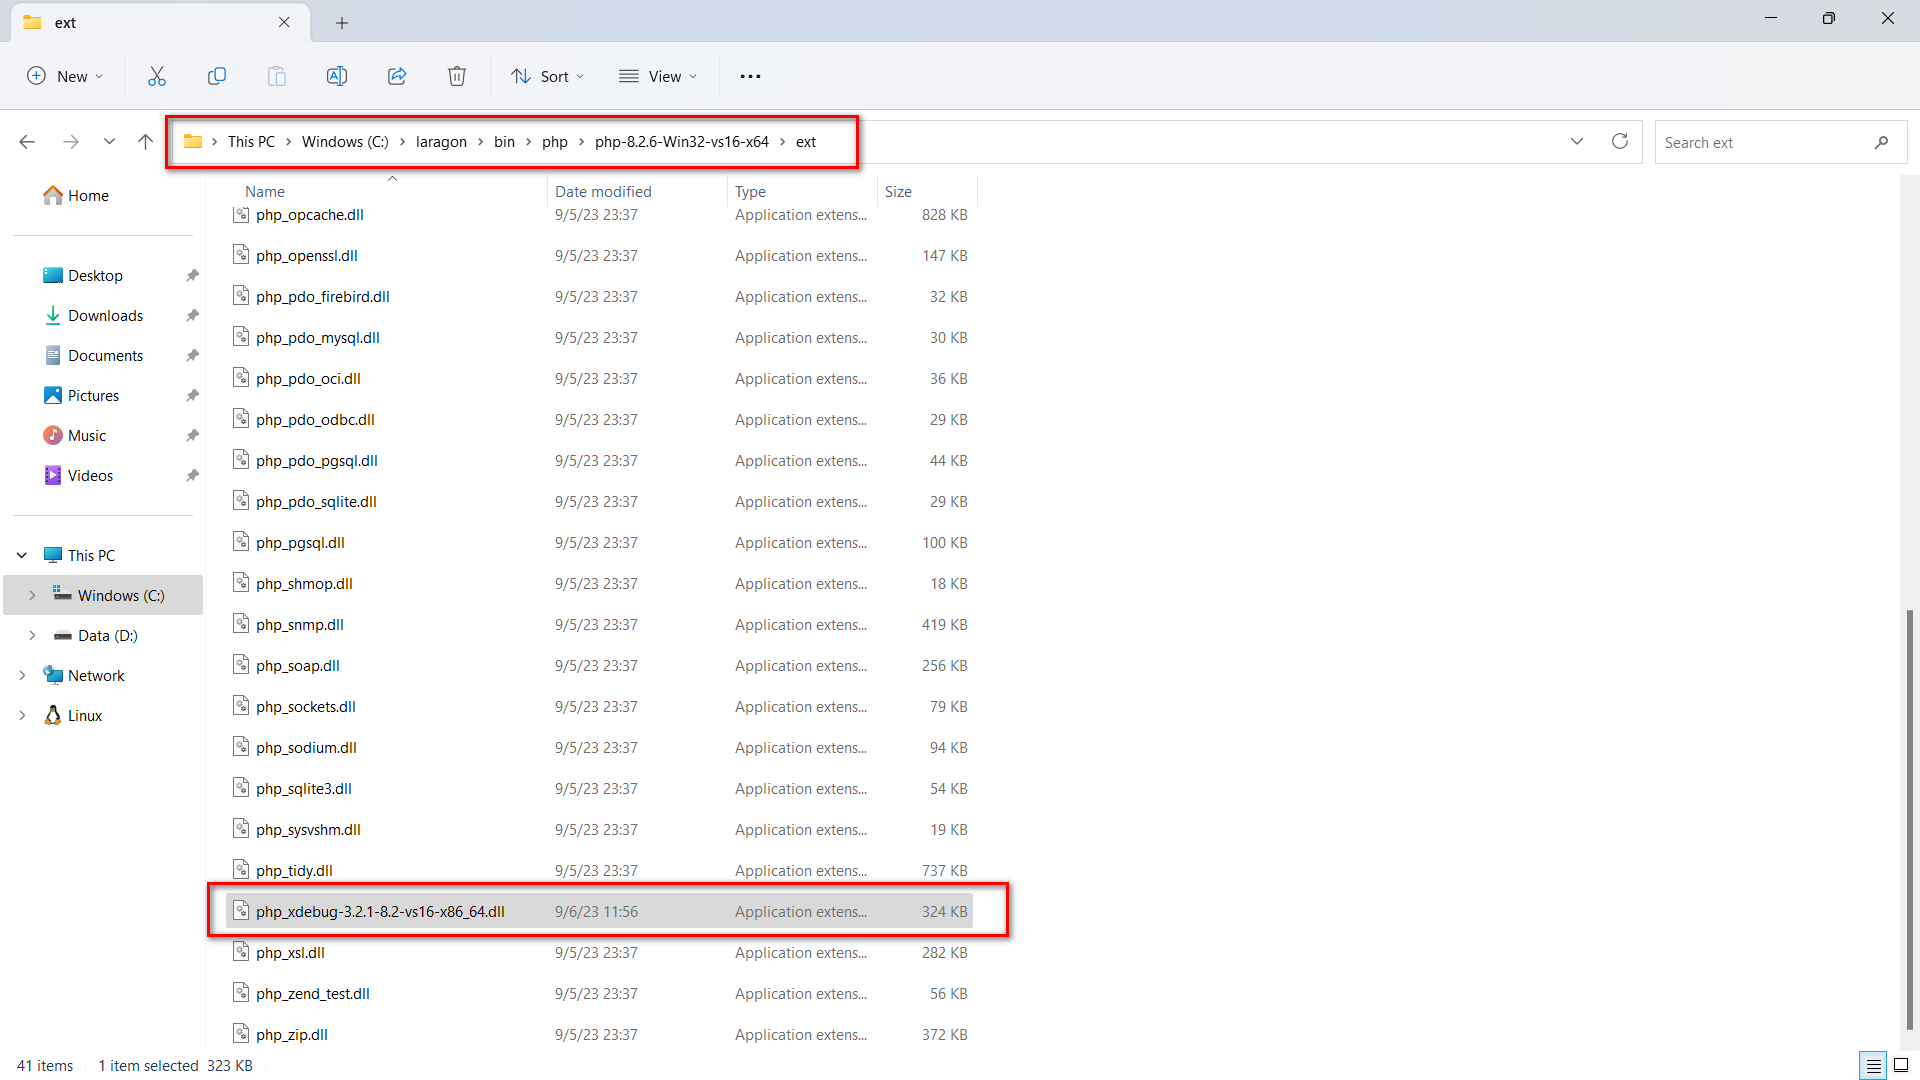 ext
New
Sort
View
This PC > Windows (C:) > laragon > bin > php > php-8.2.6-Win32-vs16-x64 > ext
Search ext
Home
Desktop
Downloads
Documents
Pictures
Music
Videos
This PC
Windows (C:)
Data (D:)
Network
Linux
Name Date modified Type Size
php_opcache.dll 9/5/23 23:37 Application extens... 828 KB
php_openssl.dll 9/5/23 23:37 Application extens... 147 KB
php_pdo_firebird.dll 9/5/23 23:37 Application extens... 32 KB
php_pdo_mysql.dll 9/5/23 23:37 Application extens... 30 KB
php_pdo_oci.dll 9/5/23 23:37 Application extens... 36 KB
php_pdo_odbc.dll 9/5/23 23:37 Application extens... 29 KB
php_pdo_pgsql.dll 9/5/23 23:37 Application extens... 44 KB
php_pdo_sqlite.dll 9/5/23 23:37 Application extens... 29 KB
php_pgsql.dll 9/5/23 23:37 Application extens... 100 KB
php_shmop.dll 9/5/23 23:37 Application extens... 18 KB
php_snmp.dll 9/5/23 23:37 Application extens... 419 KB
php_soap.dll 9/5/23 23:37 Application extens... 256 KB
php_sockets.dll 9/5/23 23:37 Application extens... 79 KB
php_sodium.dll 9/5/23 23:37 Application extens... 94 KB
php_sqlite3.dll 9/5/23 23:37 Application extens... 54 KB
php_sysvshm.dll 9/5/23 23:37 Application extens... 19 KB
php_tidy.dll 9/5/23 23:37 Application extens... 737 KB
php_xdebug-3.2.1-8.2-vs16-x86_64.dll 9/6/23 11:56 Application extens... 324 KB
php_xsl.dll 9/5/23 23:37 Application extens... 282 KB
php_zend_test.dll 9/5/23 23:37 Application extens... 56 KB
php_zip.dll 9/5/23 23:37 Application extens... 372 KB
41 items 1 item selected 323 KB